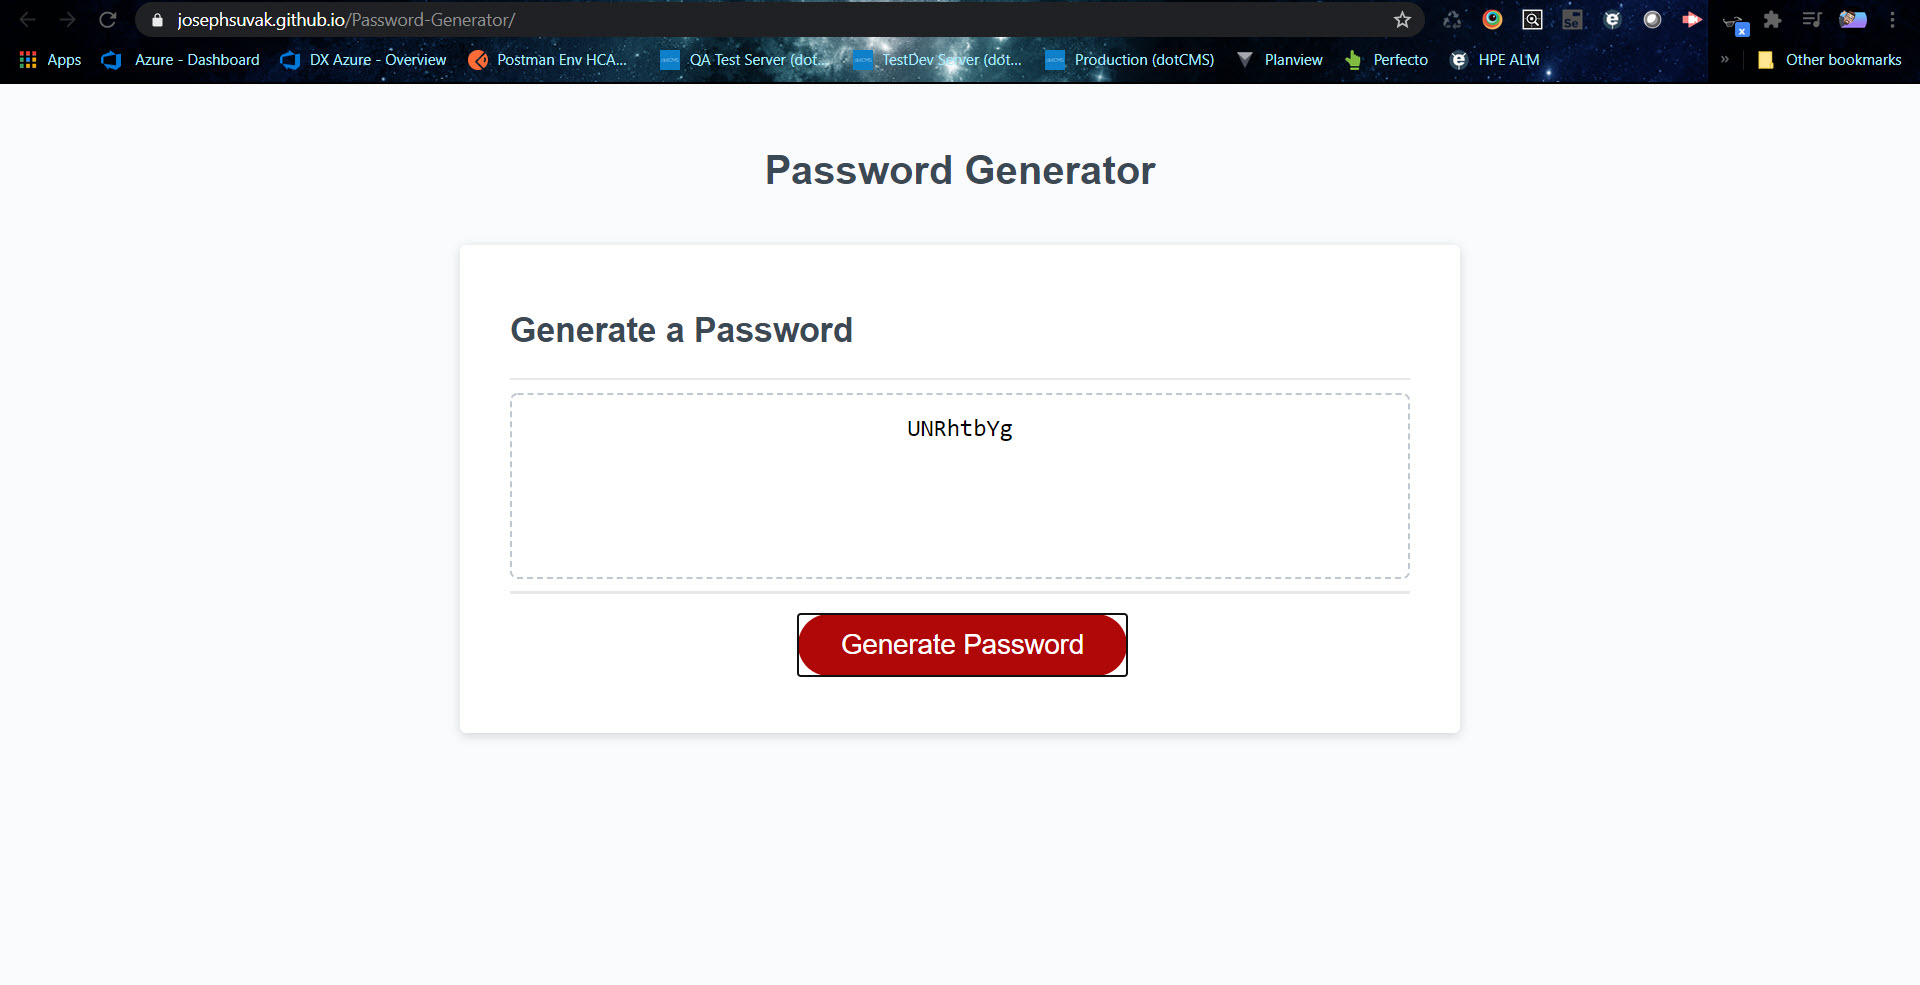 josephsuvak.github.io/Password-Generator/
Apps Azure - Dashboard DX Azure - Overview Postman Env HCA... QA Test Server (dot... TestDev Server (dot... Production (dotCMS) Planview Perfecto HPE ALM » Other bookmarks
Password Generator
Generate a Password
UNRhtbYg
Generate Password